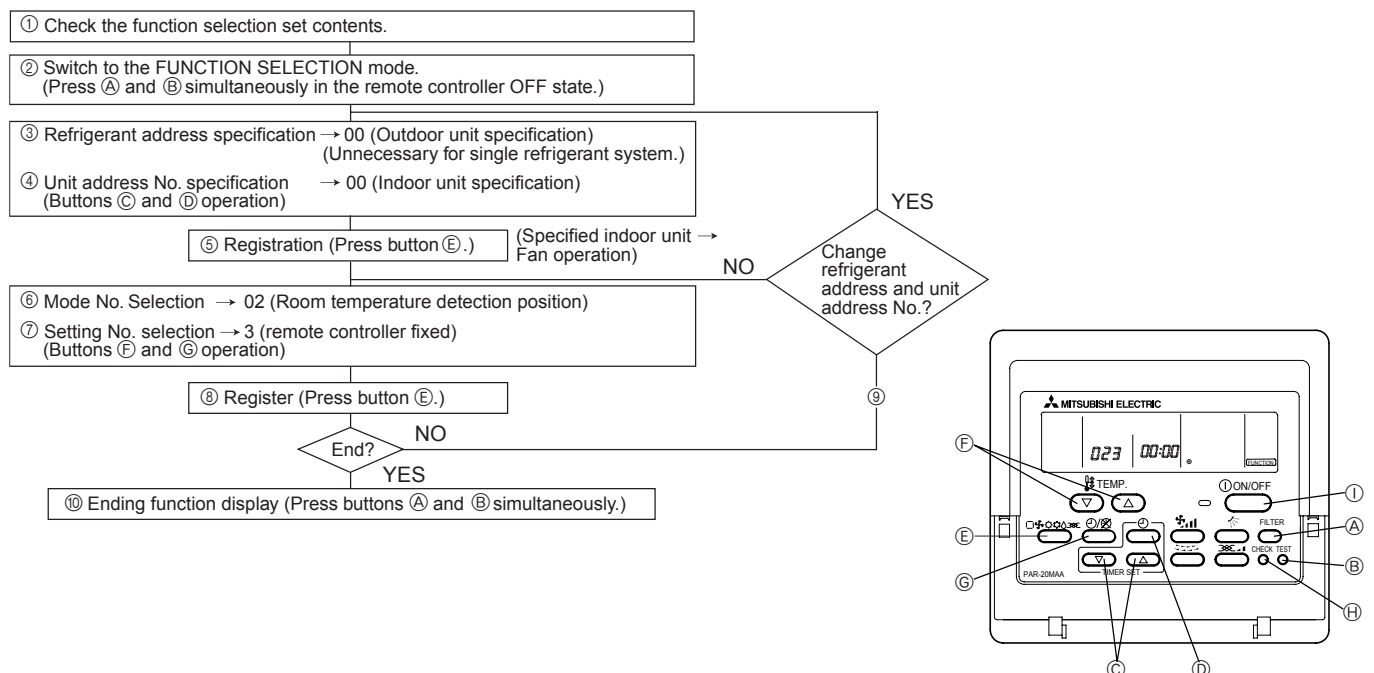 ① Check the function selection set contents.
② Switch to the FUNCTION SELECTION mode.
(Press Ⓐ and Ⓑ simultaneously in the remote controller OFF state.)
③ Refrigerant address specification → 00 (Outdoor unit specification)
(Unnecessary for single refrigerant system.)
④ Unit address No. specification → 00 (Indoor unit specification)
(Buttons Ⓒ and Ⓓ operation)
⑤ Registration (Press button Ⓔ.)
(Specified indoor unit →
Fan operation)
⑥ Mode No. Selection → 02 (Room temperature detection position)
⑦ Setting No. selection → 3 (remote controller fixed)
(Buttons Ⓕ and Ⓖ operation)
⑧ Register (Press button Ⓔ.)
End?
NO
YES
⑩ Ending function display (Press buttons Ⓐ and Ⓑ simultaneously.)
YES
NO
Change
refrigerant
address and unit
address No.?
⑨
MITSUBISHI ELECTRIC
023 00:00
FUNCTION
TEMP.
ON/OFF
FILTER
CHECK TEST
TIMER SET
PAR-20MAA
Ⓕ
Ⓔ
Ⓖ
Ⓒ
Ⓓ
Ⓘ
Ⓐ
Ⓑ
Ⓗ